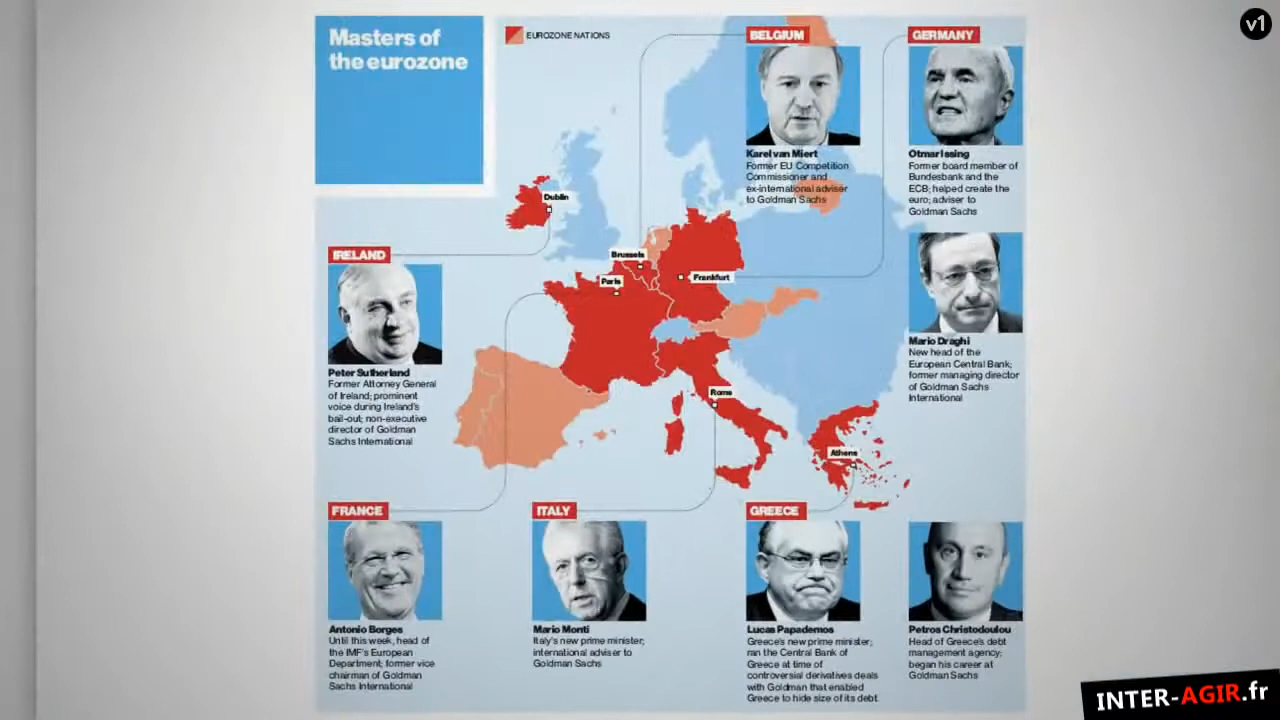 v1
Masters of
the eurozone
EUROZONE NATIONS
BELGIUM
Karel van Miert
Former EU Competition
Commissioner and
ex-international adviser
to Goldman Sachs
GERMANY
Otmar Issing
Former board member of
Bundesbank and the
ECB; helped create the
euro; adviser to
Goldman Sachs
Mario Draghi
New head of the
European Central Bank;
former managing director
of Goldman Sachs
International
Dublin
Brussels
Paris
Frankfurt
Rome
Athens
IRELAND
Peter Sutherland
Former Attorney General
of Ireland; prominent
voice during Ireland's
bail-out; non-executive
director of Goldman
Sachs International
FRANCE
Antonio Borges
Until this week, head of
the IMF's European
Department; former vice
chairman of Goldman
Sachs International
ITALY
Mario Monti
Italy's new prime minister;
international adviser to
Goldman Sachs
GREECE
Lucas Papademos
Greece's new prime minister;
ran the Central Bank of
Greece at time of
controversial derivatives deals
with Goldman that enabled
Greece to hide size of its debt
Petros Christodoulou
Head of Greece's debt
management agency;
began his career at
Goldman Sachs
INTER-AGIR.fr